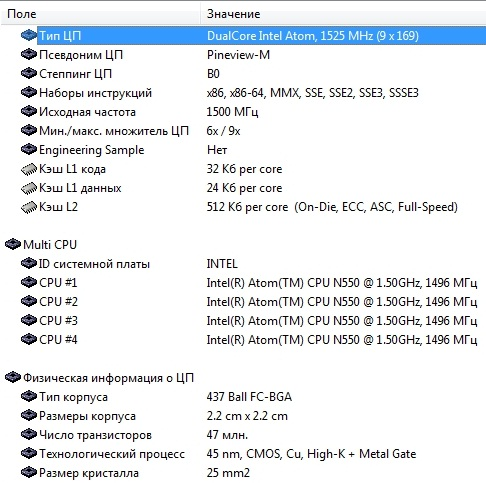 Поле Значение
Тип ЦП DualCore Intel Atom, 1525 MHz (9 x 169)
Псевдоним ЦП Pineview-M
Степпинг ЦП B0
Наборы инструкций x86, x86-64, MMX, SSE, SSE2, SSE3, SSSE3
Исходная частота 1500 МГц
Мин./макс. множитель ЦП 6x / 9x
Engineering Sample Нет
Кэш L1 кода 32 Кб per core
Кэш L1 данных 24 Кб per core
Кэш L2 512 Кб per core (On-Die, ECC, ASC, Full-Speed)
Multi CPU
ID системной платы INTEL
CPU #1 Intel(R) Atom(TM) CPU N550 @ 1.50GHz, 1496 МГц
CPU #2 Intel(R) Atom(TM) CPU N550 @ 1.50GHz, 1496 МГц
CPU #3 Intel(R) Atom(TM) CPU N550 @ 1.50GHz, 1496 МГц
CPU #4 Intel(R) Atom(TM) CPU N550 @ 1.50GHz, 1496 МГц
Физическая информация о ЦП
Тип корпуса 437 Ball FC-BGA
Размеры корпуса 2.2 cm x 2.2 cm
Число транзисторов 47 млн.
Технологический процесс 45 nm, CMOS, Cu, High-K + Metal Gate
Размер кристалла 25 mm2